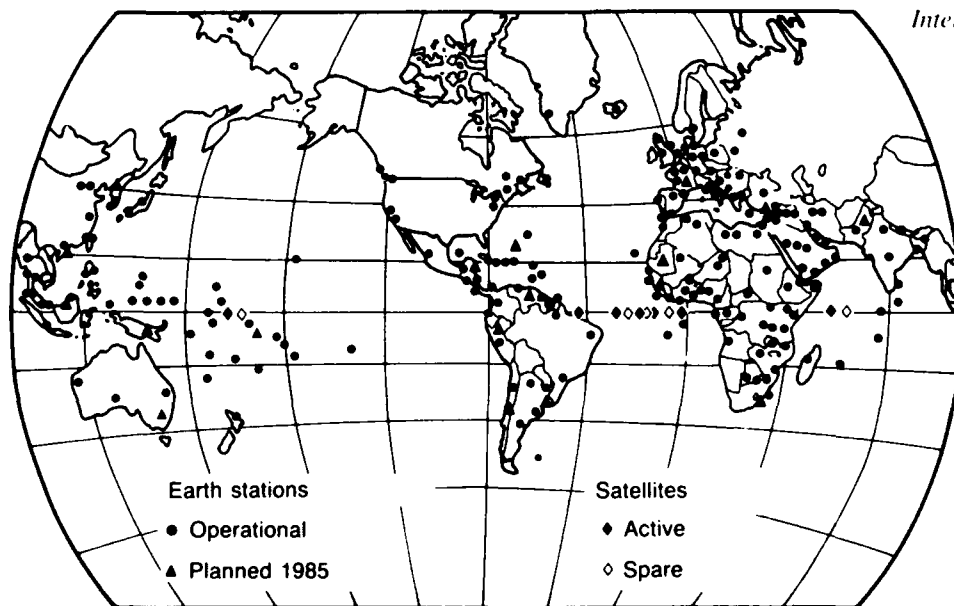 Inte
Earth stations
Satellites
Operational
Active
Planned 1985
Spare